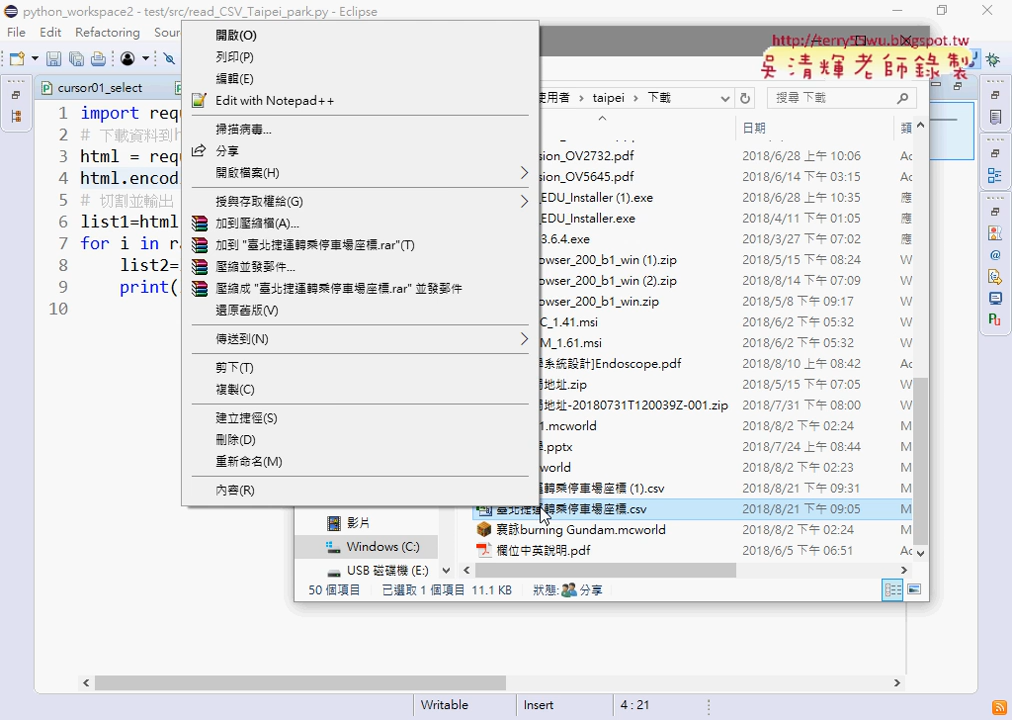 python_workspace2 - test/src/read_CSV_Taipei_park.py - Eclipse
File Edit Refactoring Sour
http://terry55wu.blogspot.tw
吳清輝老師錄製
cursor01_select
1 import req
2 # 下載資料到h
3 html = requ
4 html.encod
5 # 切割並輸出
6 list1=html
7 for i in r
8 list2=
9 print(
10
開啟(O)
列印(P)
編輯(E)
Edit with Notepad++
掃描病毒...
分享
開啟檔案(H)
授與存取權給(G)
加到壓縮檔(A)...
加到 "臺北捷運轉乘停車場座標.rar"(T)
壓縮並發郵件...
壓縮成 "臺北捷運轉乘停車場座標.rar" 並發郵件
還原舊版(V)
傳送到(N)
剪下(T)
複製(C)
建立捷徑(S)
刪除(D)
重新命名(M)
內容(R)
使用者 › taipei › 下載
搜尋 下載
日期 類
sion_OV2732.pdf 2018/6/28 上午 10:06 Ac
sion_OV5645.pdf 2018/6/14 下午 03:15 Ac
EDU_Installer (1).exe 2018/6/28 上午 10:35 應
EDU_Installer.exe 2018/4/11 上午 01:05 應
3.6.4.exe 2018/3/27 上午 07:02 應
owser_200_b1_win (1).zip 2018/5/15 下午 08:24 W
owser_200_b1_win (2).zip 2018/8/14 下午 07:09 W
owser_200_b1_win.zip 2018/5/8 下午 09:17 W
C_1.41.msi 2018/6/2 下午 05:32 W
M_1.61.msi 2018/6/2 下午 05:32 W
系統設計]Endoscope.pdf 2018/8/10 上午 08:42 Ac
地址.zip 2018/5/15 下午 07:05 W
地址-20180731T120039Z-001.zip 2018/7/31 下午 08:00 W
1.mcworld 2018/8/2 下午 02:24 M
.pptx 2018/7/24 上午 08:44 M
world 2018/8/2 下午 02:23 M
轉乘停車場座標 (1).csv 2018/8/21 下午 09:31 M
臺北捷運轉乘停車場座標.csv 2018/8/21 下午 09:05 M
襄詠burning Gundam.mcworld 2018/8/2 下午 02:24 M
欄位中英說明.pdf 2018/6/5 下午 06:51 Ac
影片
Windows (C:)
USB 磁碟機 (E:)
50 個項目 已選取 1 個項目 11.1 KB 狀態: 分享
Writable Insert 4 : 21